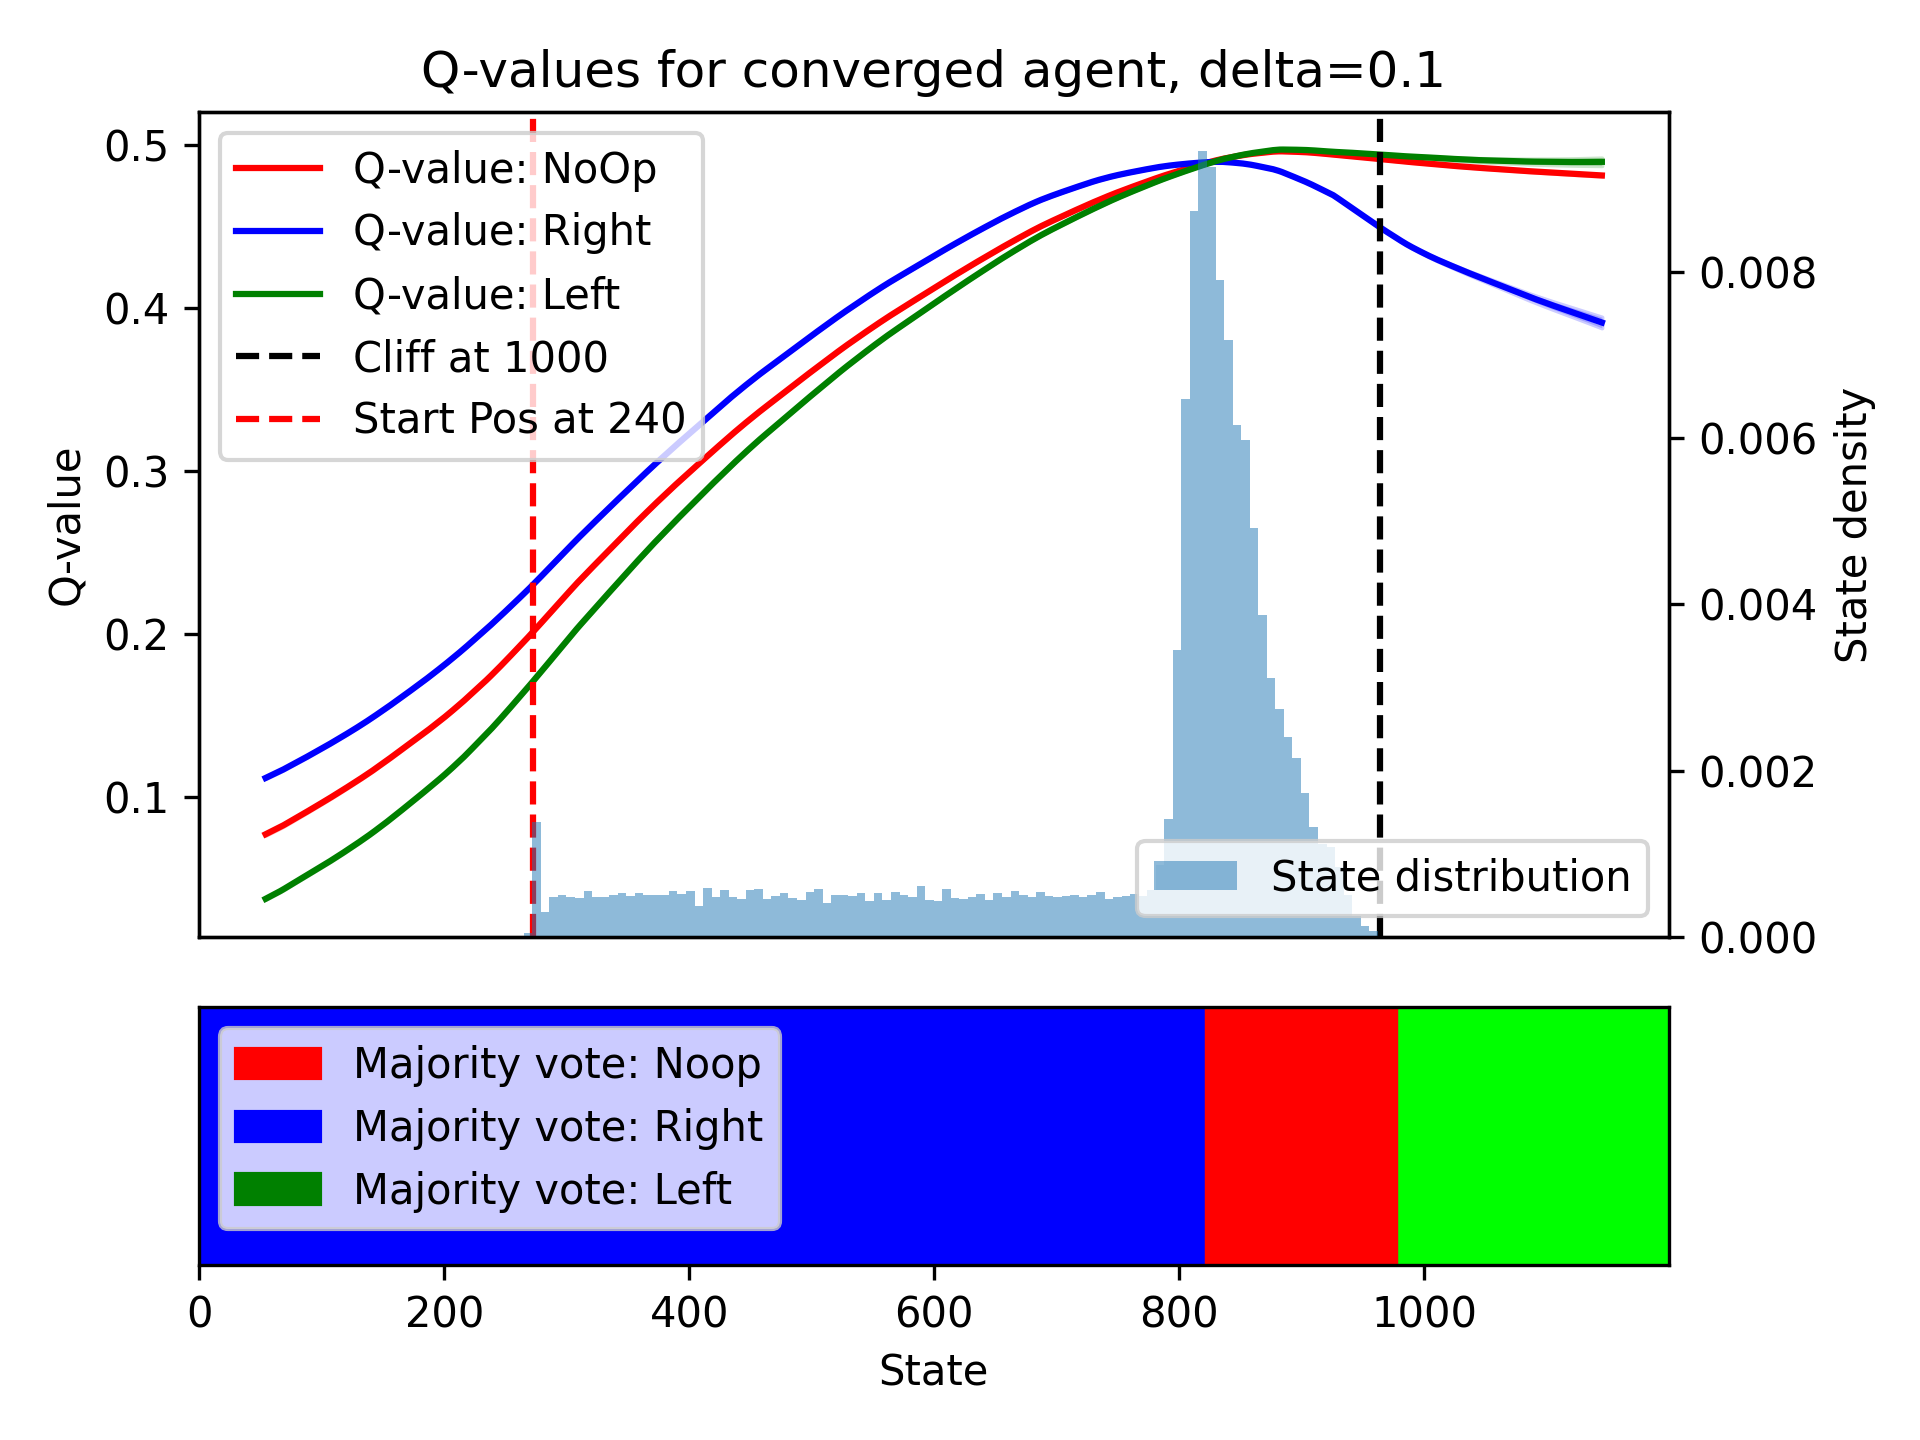 Q-values for converged agent, delta=0.1
0.5
0.4
0.3
0.2
0.1
Q-value
Q-value: NoOp
Q-value: Right
Q-value: Left
Cliff at 1000
Start Pos at 240
0.008
0.006
0.004
0.002
0.000
State density
State distribution
Majority vote: Noop
Majority vote: Right
Majority vote: Left
0 200 400 600 800 1000
State